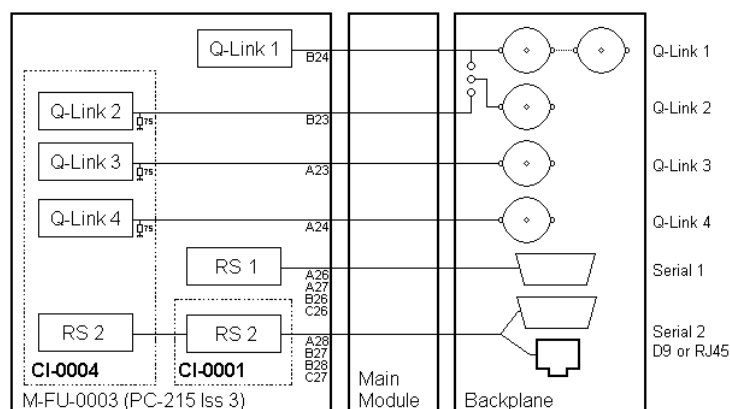 Q-Link 1
B24
Q-Link 1
Q-Link 2
75
B23
Q-Link 2
Q-Link 3
75
A23
Q-Link 3
Q-Link 4
75
A24
Q-Link 4
RS 1
A26
A27
B26
C26
Serial 1
RS 2
RS 2
A28
B27
B28
C27
Serial 2
D9 or RJ45
CI-0004
CI-0001
M-FU-0003 (PC-215 Iss 3)
Main
Module
Backplane